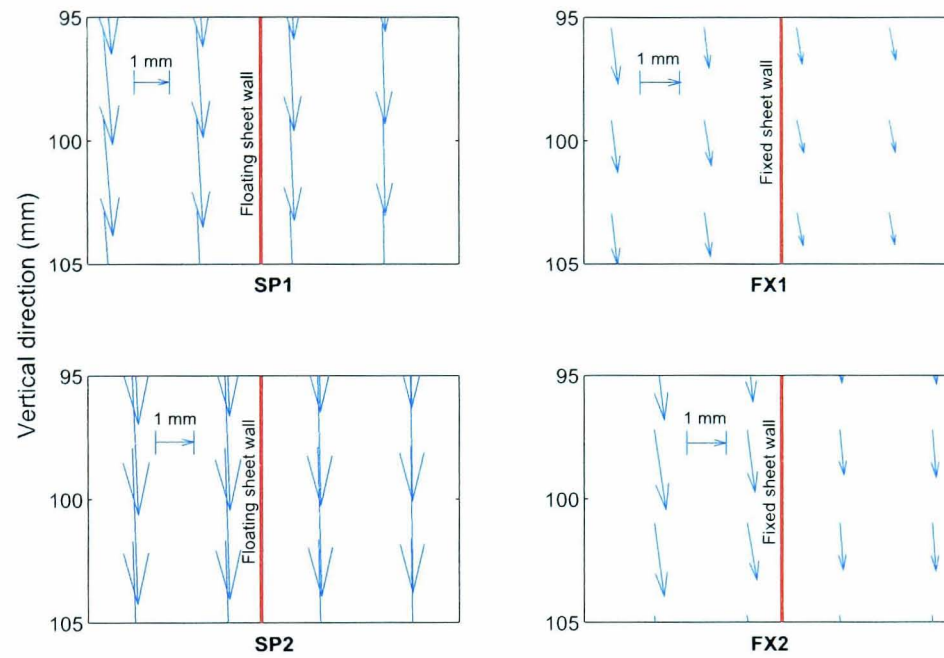 95
1 mm
Floating sheet wall
100
105
SP1
95
1 mm
Fixed sheet wall
100
105
FX1
Vertical direction (mm)
95
1 mm
Floating sheet wall
100
105
SP2
95
1 mm
Fixed sheet wall
100
105
FX2